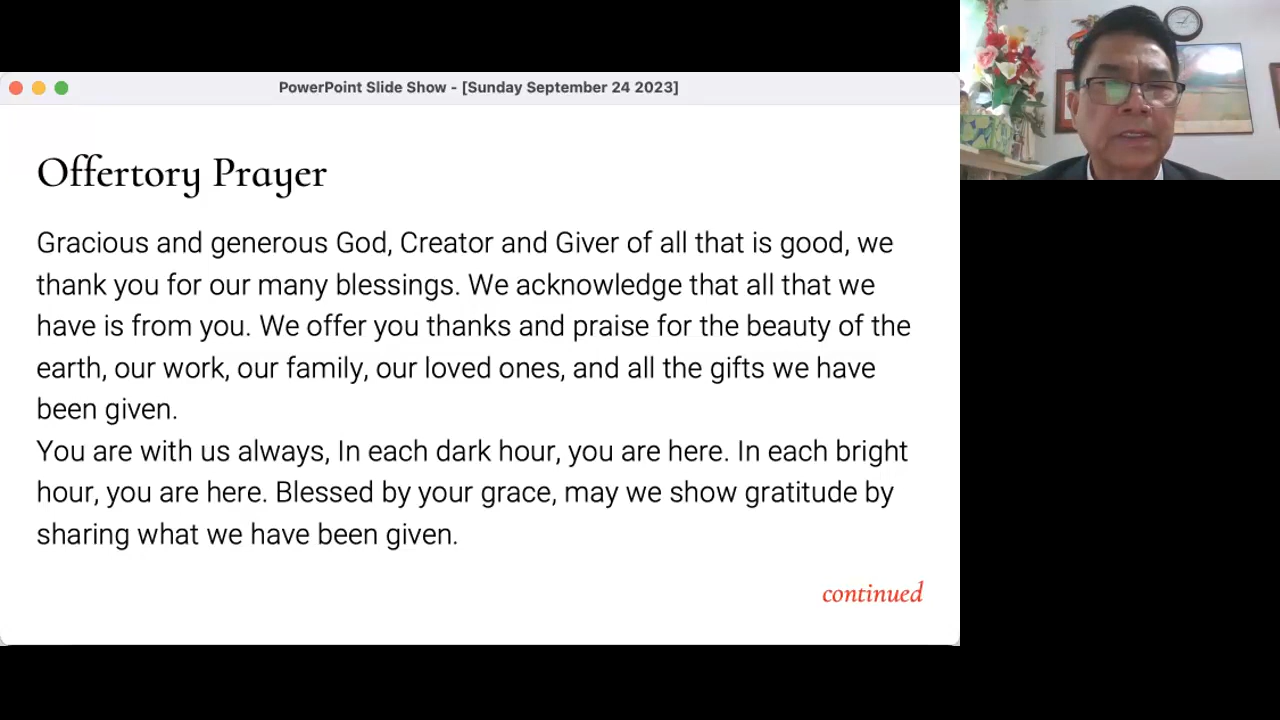 PowerPoint Slide Show - [Sunday September 24 2023]
Offertory Prayer
Gracious and generous God, Creator and Giver of all that is good, we
thank you for our many blessings. We acknowledge that all that we
have is from you. We offer you thanks and praise for the beauty of the
earth, our work, our family, our loved ones, and all the gifts we have
been given.
You are with us always, In each dark hour, you are here. In each bright
hour, you are here. Blessed by your grace, may we show gratitude by
sharing what we have been given.
continued